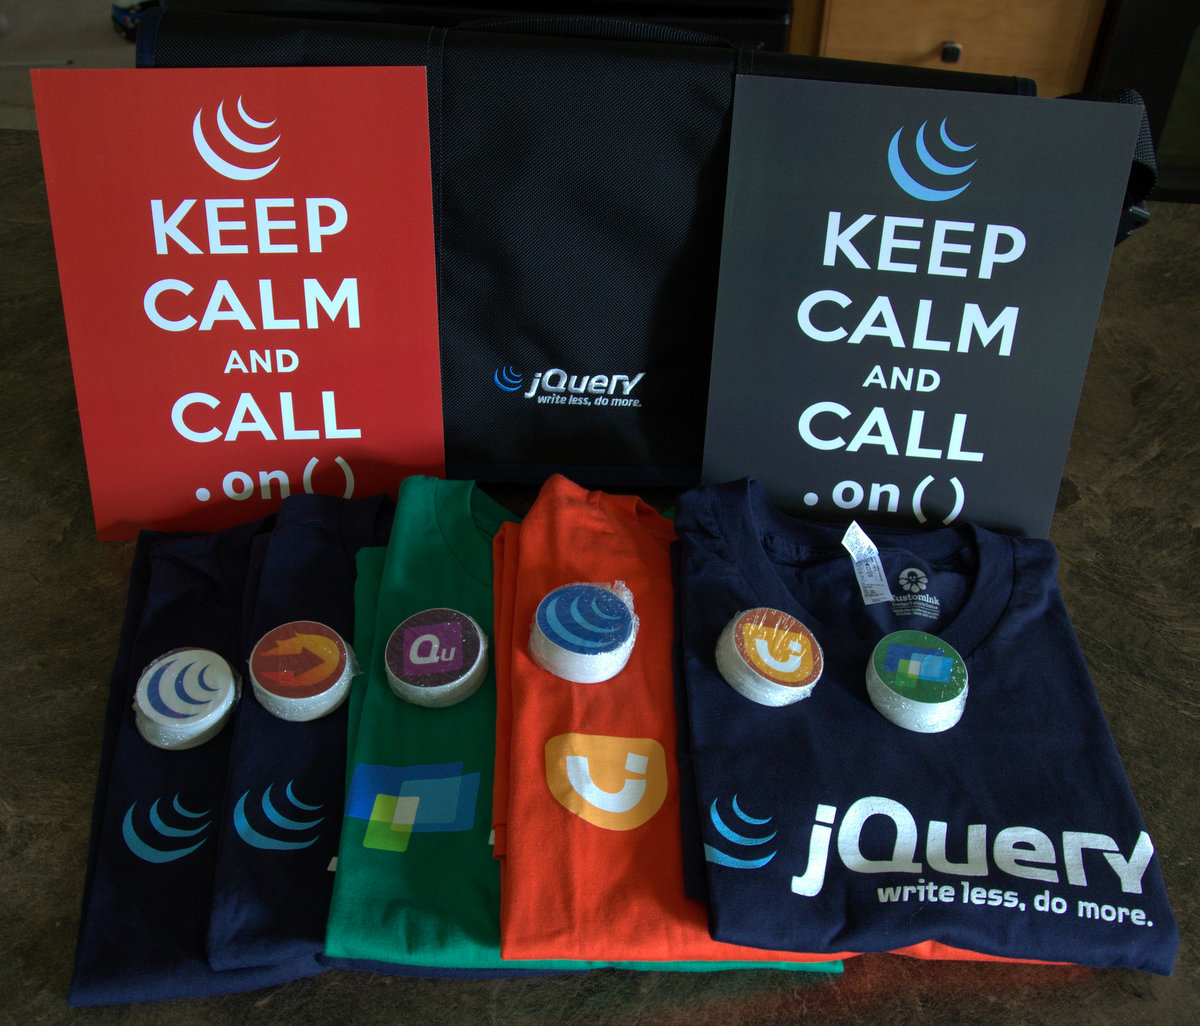 KEEP
CALM
AND
CALL
.on()
jQuery
write less, do more.
KEEP
CALM
AND
CALL
.on()
Qu
CustomInk
jQuery
write less, do more.